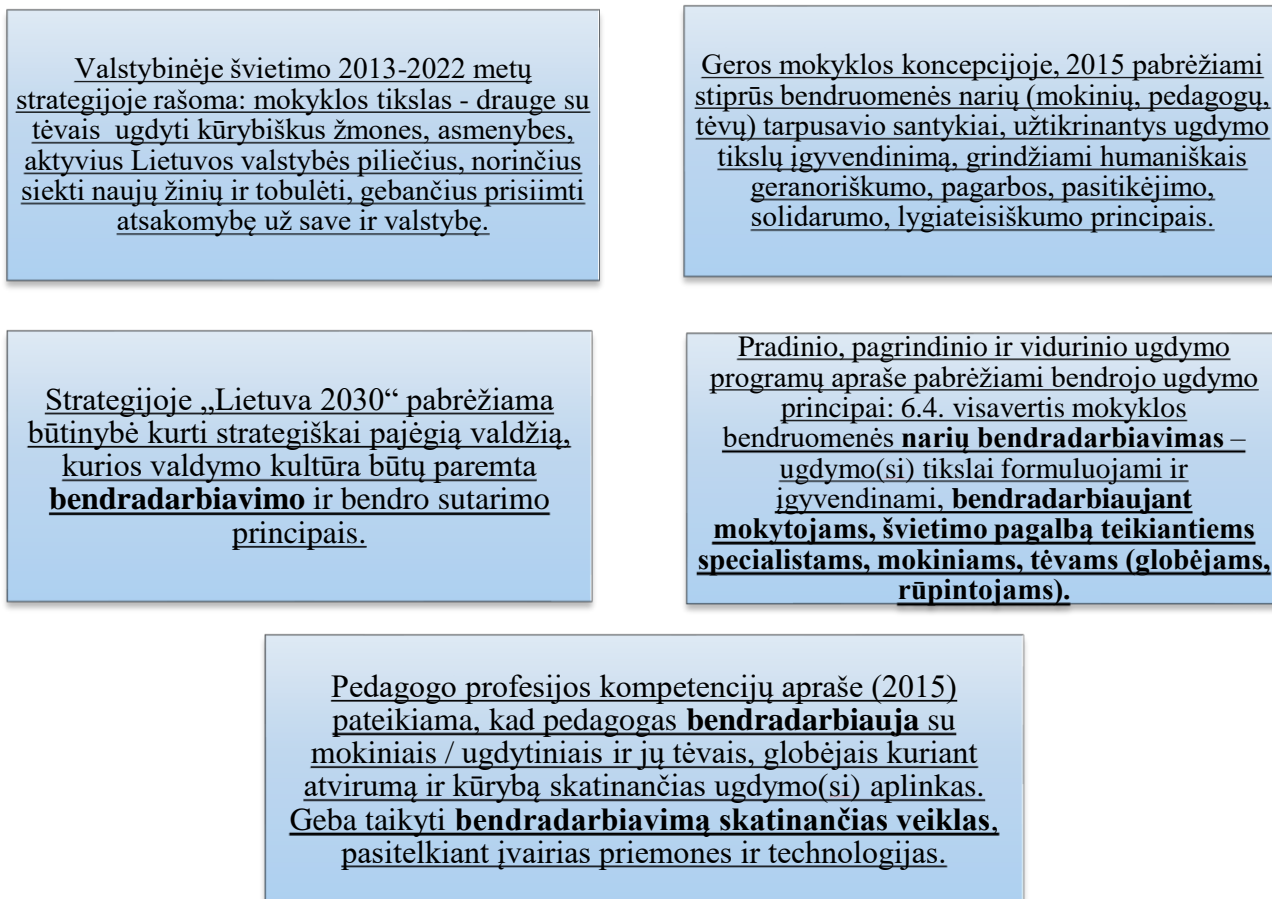 Valstybinėje švietimo 2013-2022 metų
strategijoje rašoma: mokyklos tikslas - drauge su
tėvais ugdyti kūrybiškus žmones, asmenybes,
aktyvius Lietuvos valstybės piliečius, norinčius
siekti naujų žinių ir tobulėti, gebančius prisiimti
atsakomybę už save ir valstybę.
Geros mokyklos koncepcijoje, 2015 pabrėžiami
stiprūs bendruomenės narių (mokinių, pedagogų,
tėvų) tarpusavio santykiai, užtikrinantys ugdymo
tikslų įgyvendinimą, grindžiami humaniškais
geranoriškumo, pagarbos, pasitikėjimo,
solidarumo, lygiateisiškumo principais.
Strategijoje „Lietuva 2030“ pabrėžiama
būtinybė kurti strategiškai pajėgią valdžią,
kurios valdymo kultūra būtų paremta
bendradarbiavimo ir bendro sutarimo
principais.
Pradinio, pagrindinio ir vidurinio ugdymo
programų apraše pabrėžiami bendrojo ugdymo
principai: 6.4. visavertis mokyklos
bendruomenės narių bendradarbiavimas –
ugdymo(si) tikslai formuluojami ir
įgyvendinami, bendradarbiaujant
mokytojams, švietimo pagalbą teikiantiems
specialistams, mokiniams, tėvams (globėjams,
rūpintojams).
Pedagogo profesijos kompetencijų apraše (2015)
pateikiama, kad pedagogas bendradarbiauja su
mokiniais / ugdytiniais ir jų tėvais, globėjais kuriant
atvirumą ir kūrybą skatinančias ugdymo(si) aplinkas.
Geba taikyti bendradarbiavimą skatinančias veiklas,
pasitelkiant įvairias priemones ir technologijas.